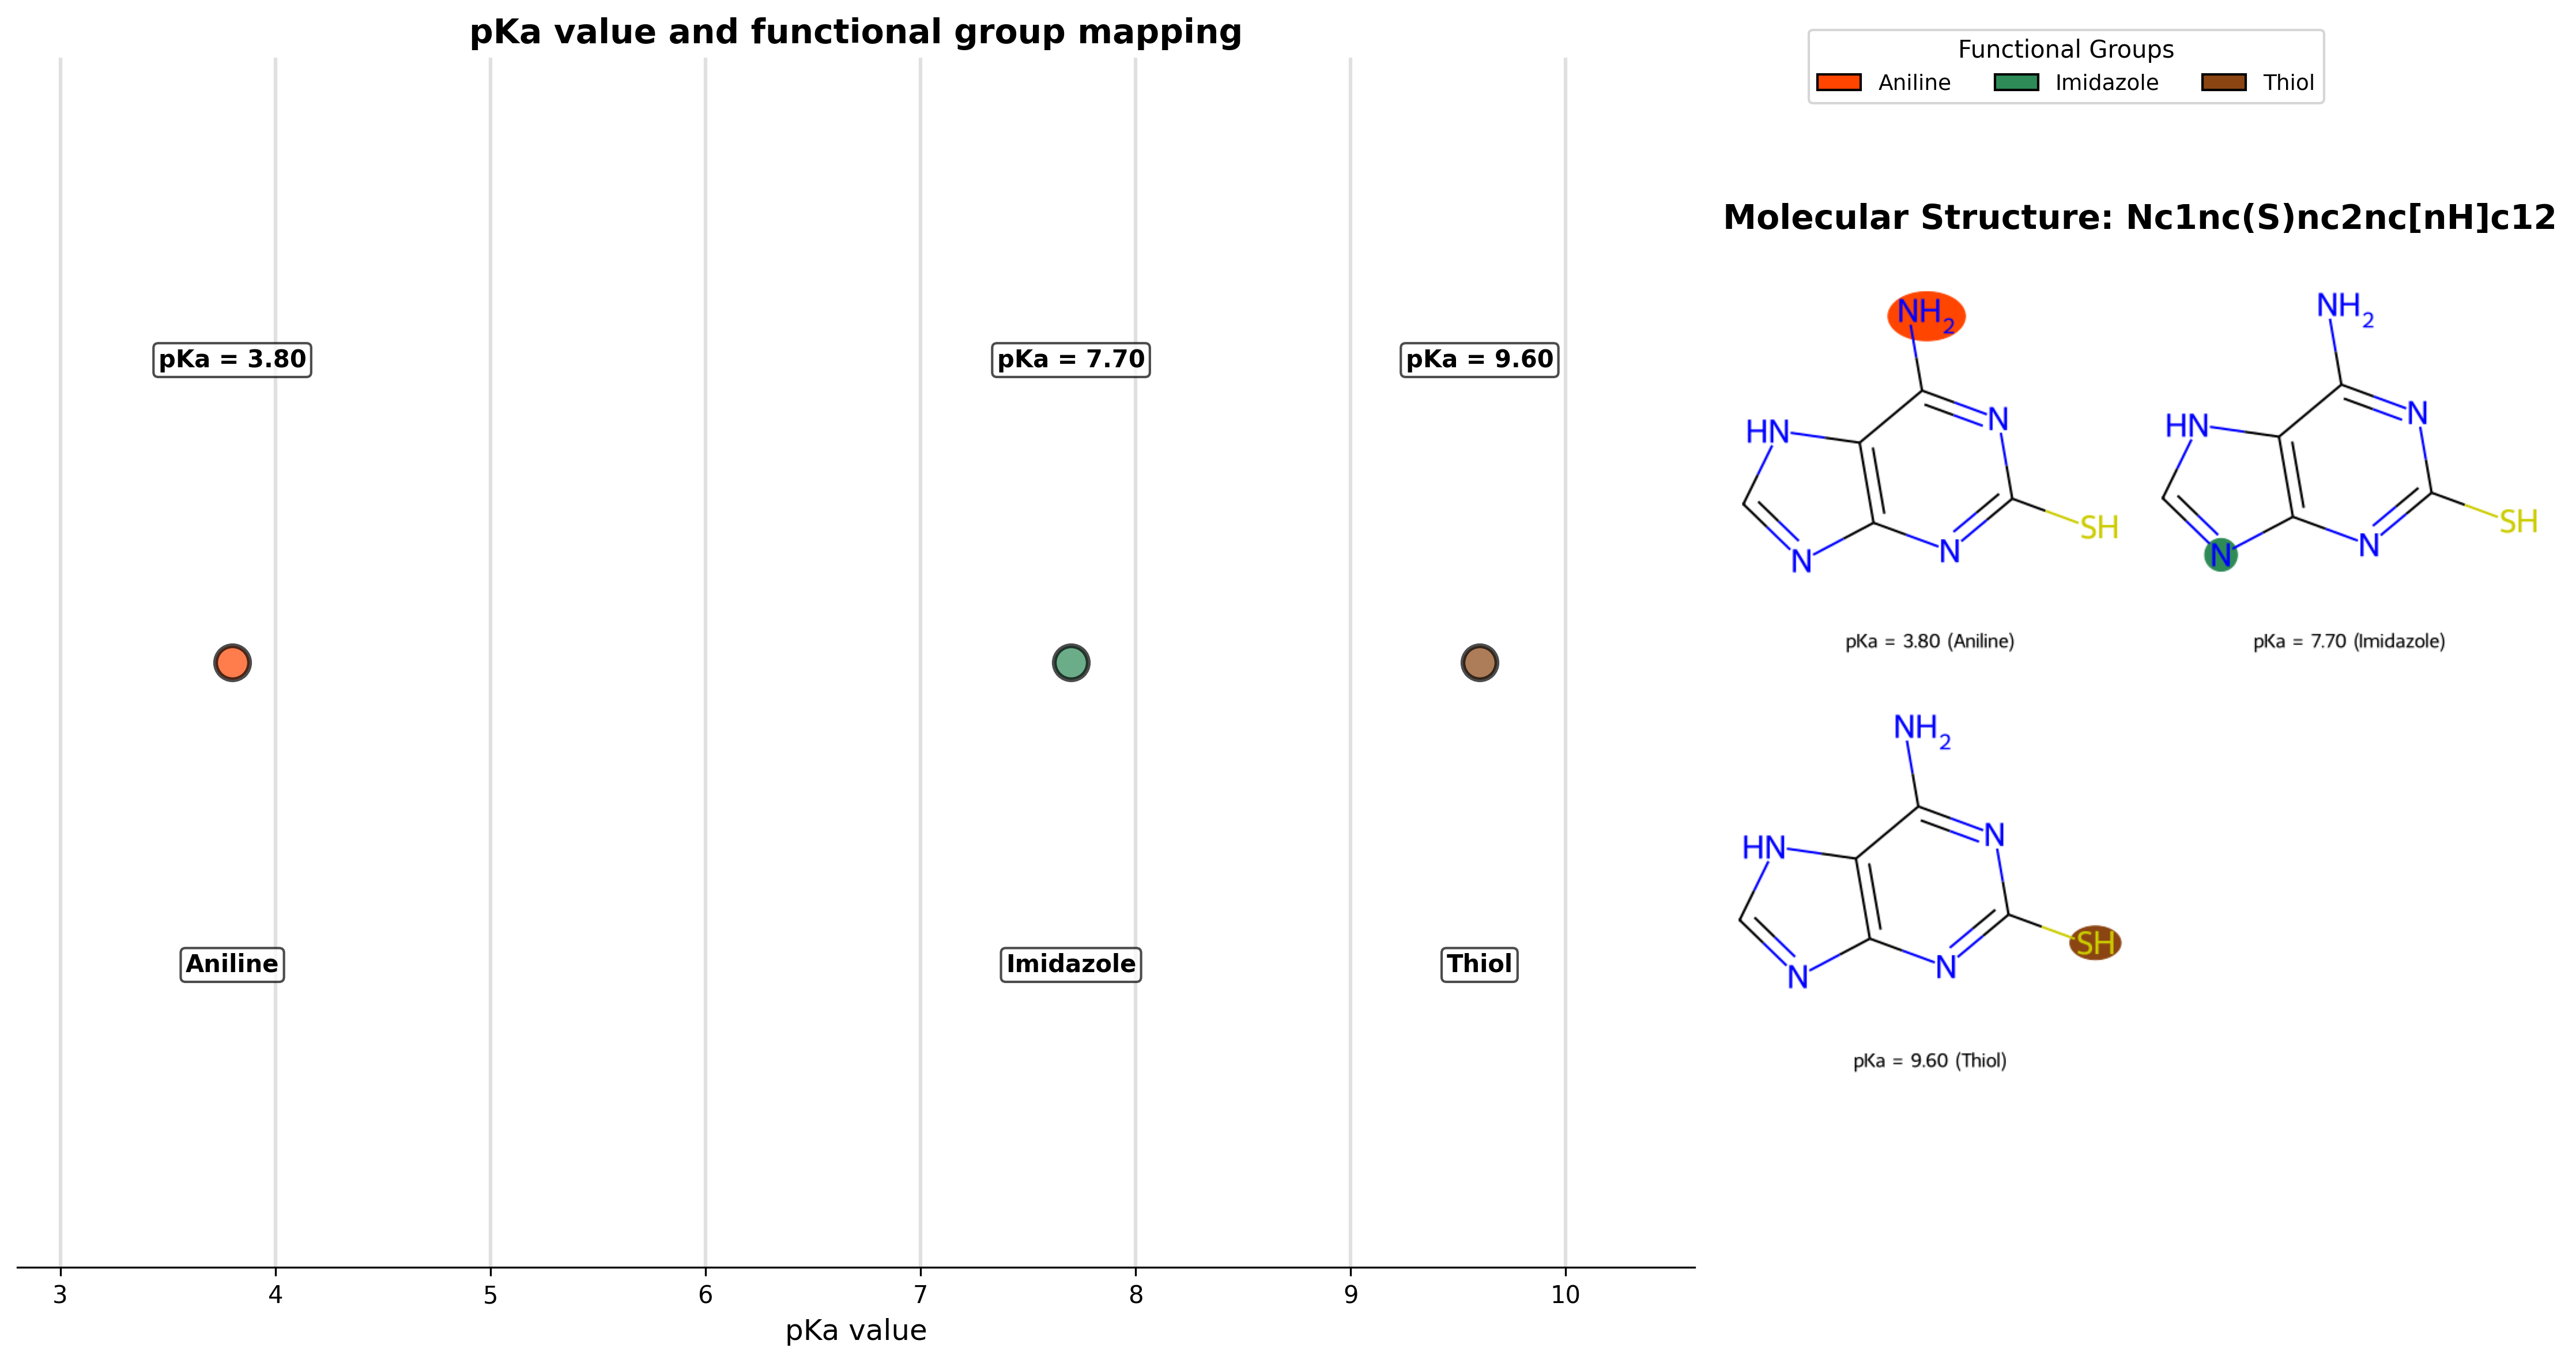 pKa value and functional group mapping
pKa = 3.80
pKa = 7.70
pKa = 9.60
Aniline
Imidazole
Thiol
3 4 5 6 7 8 9 10
pKa value
Functional Groups
Aniline Imidazole Thiol
Molecular Structure: Nc1nc(S)nc2nc[nH]c12
NH2
HN
N
SH
N
N
pKa = 3.80 (Aniline)
NH2
HN
N
SH
N
N
pKa = 7.70 (Imidazole)
NH2
HN
N
SH
N
N
pKa = 9.60 (Thiol)